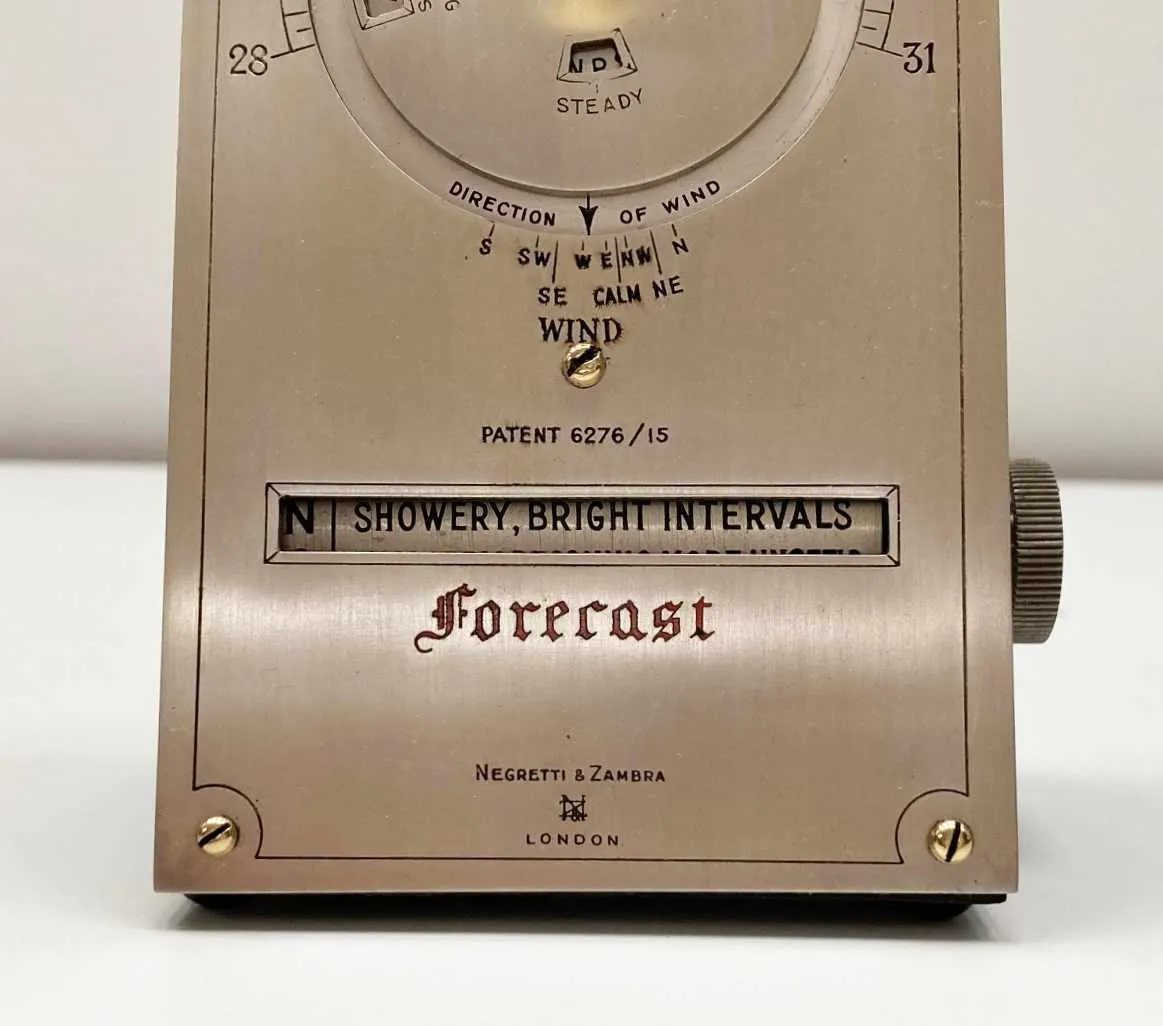 28
31
STEADY
DIRECTION OF WIND
S SW W E NW N
SE CALM NE
WIND
PATENT 6276/15
N SHOWERY, BRIGHT INTERVALS
Forecast
NEGRETTI & ZAMBRA
LONDON